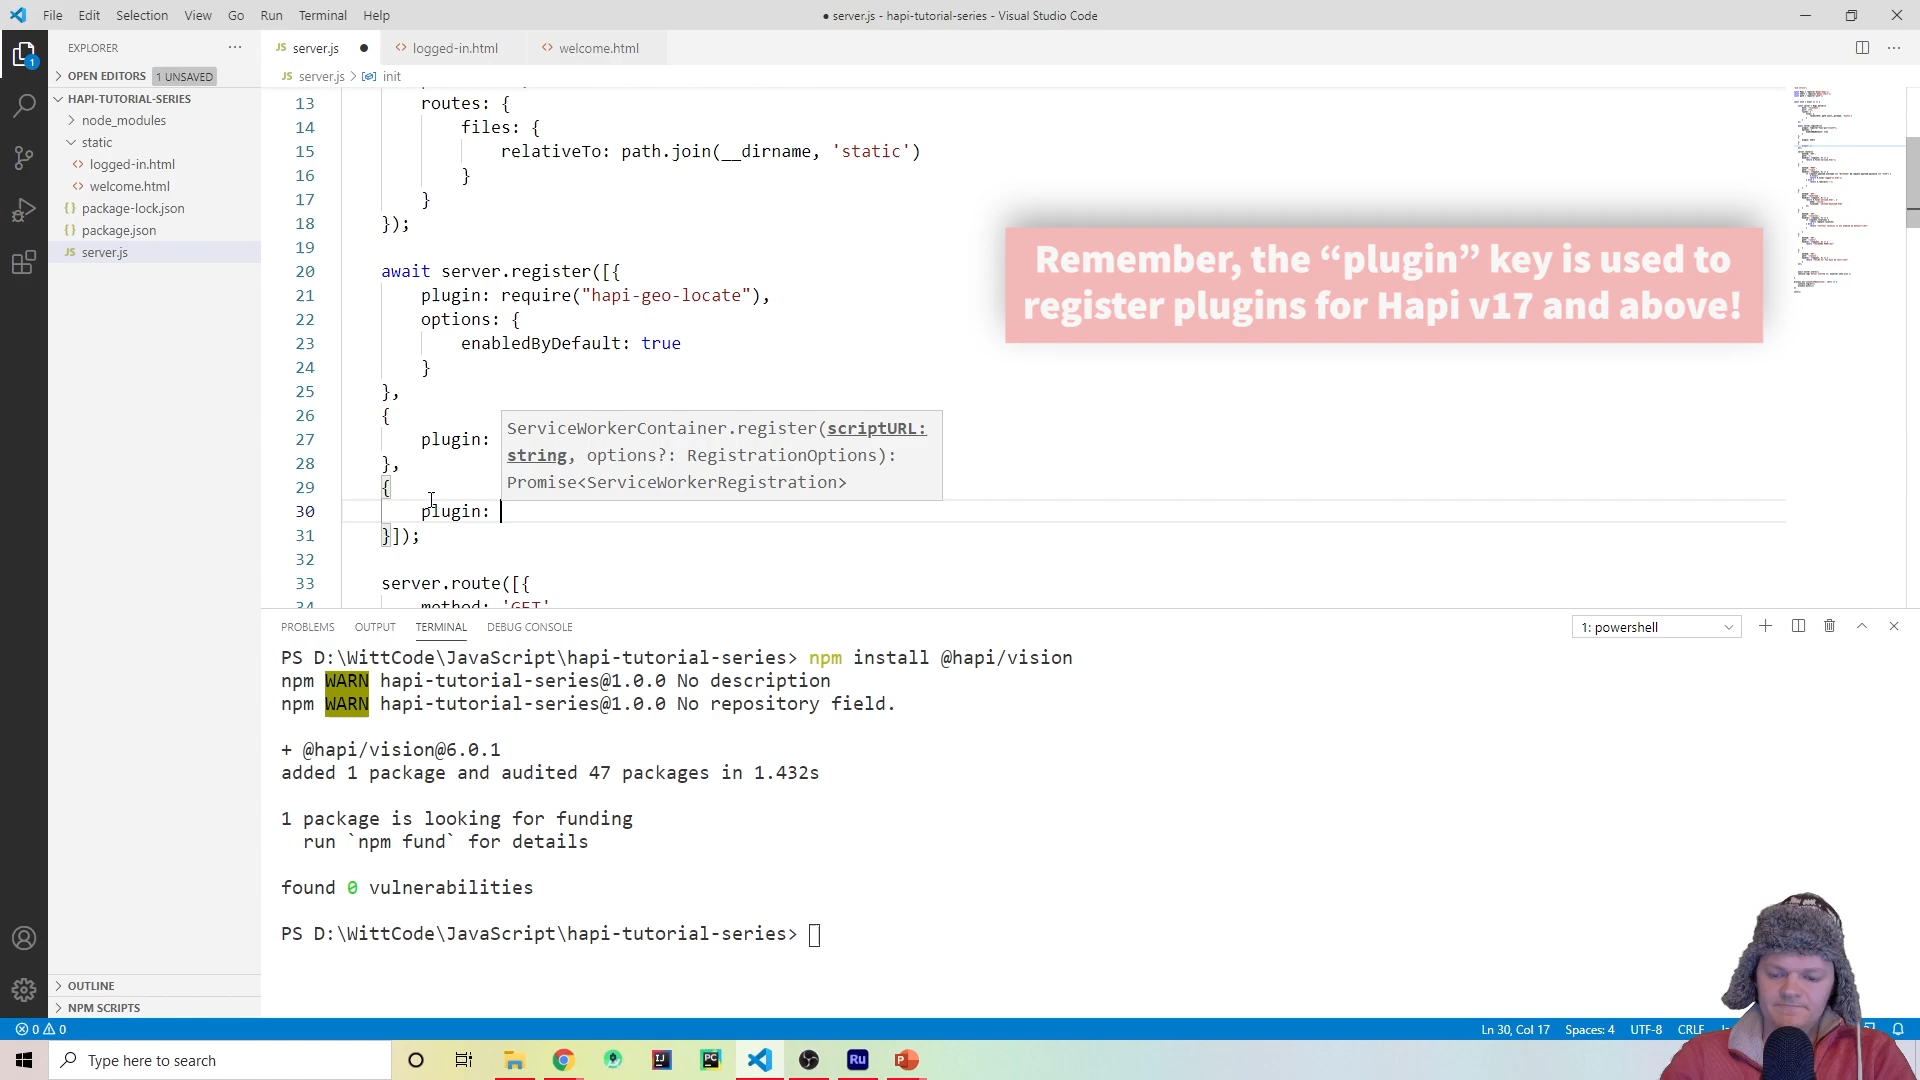 File Edit Selection View Go Run Terminal Help
● server.js - hapi-tutorial-series - Visual Studio Code
EXPLORER
OPEN EDITORS 1 UNSAVED
HAPI-TUTORIAL-SERIES
node_modules
static
logged-in.html
welcome.html
package-lock.json
package.json
server.js
OUTLINE
NPM SCRIPTS
server.js logged-in.html welcome.html
server.js > init
13 routes: {
14 files: {
15 relativeTo: path.join(__dirname, 'static')
16 }
17 }
18 });
19
20 await server.register([{
21 plugin: require("hapi-geo-locate"),
22 options: {
23 enabledByDefault: true
24 }
25 },
26 {
27 plugin:
28 },
29 {
30 plugin:
31 }]);
32
33 server.route([{
34 method: 'GET'
ServiceWorkerContainer.register(scriptURL:
string, options?: RegistrationOptions):
Promise<ServiceWorkerRegistration>
Remember, the “plugin” key is used to
register plugins for Hapi v17 and above!
PROBLEMS OUTPUT TERMINAL DEBUG CONSOLE
1: powershell
PS D:\WittCode\JavaScript\hapi-tutorial-series> npm install @hapi/vision
npm WARN hapi-tutorial-series@1.0.0 No description
npm WARN hapi-tutorial-series@1.0.0 No repository field.
+ @hapi/vision@6.0.1
added 1 package and audited 47 packages in 1.432s
1 package is looking for funding
run `npm fund` for details
found 0 vulnerabilities
PS D:\WittCode\JavaScript\hapi-tutorial-series>
0 0
Ln 30, Col 17 Spaces: 4 UTF-8 CRLF
Type here to search